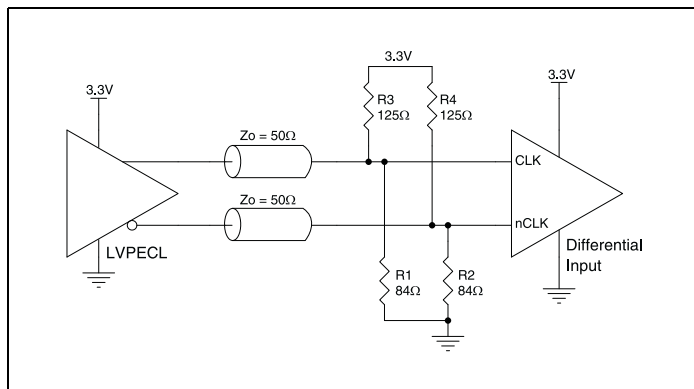 3.3V
3.3V
3.3V
R3
125Ω
R4
125Ω
Zo = 50Ω
CLK
Zo = 50Ω
nCLK
LVPECL
Differential
Input
R1
84Ω
R2
84Ω